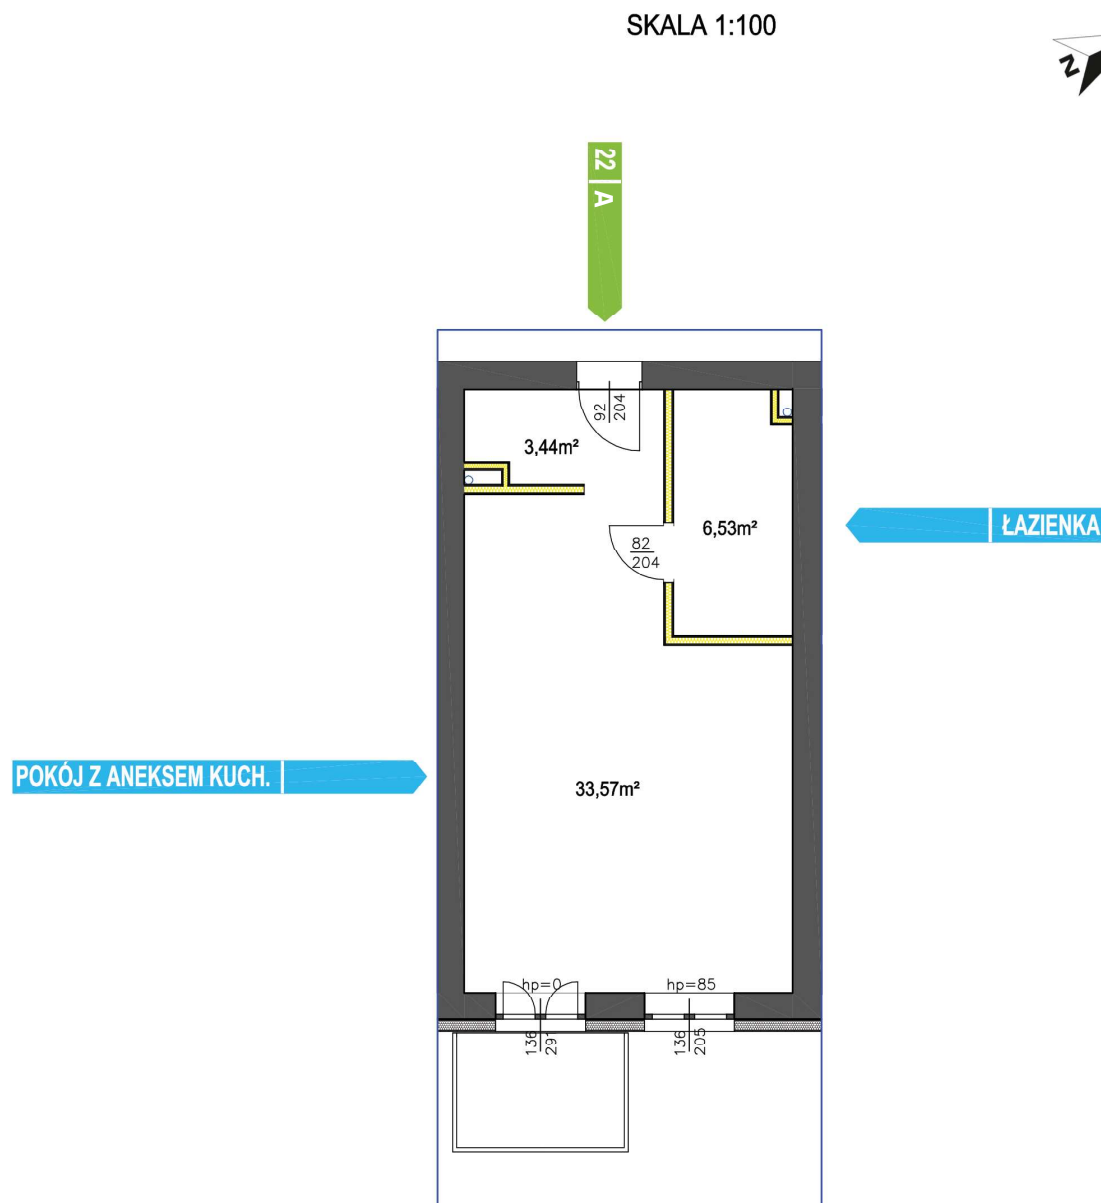 SKALA 1:100
N
22 | A
92
204
3,44m²
6,53m²
82
204
ŁAZIENKA
POKÓJ Z ANEKSEM KUCH.
33,57m²
hp=0
hp=85
136
291
136
205